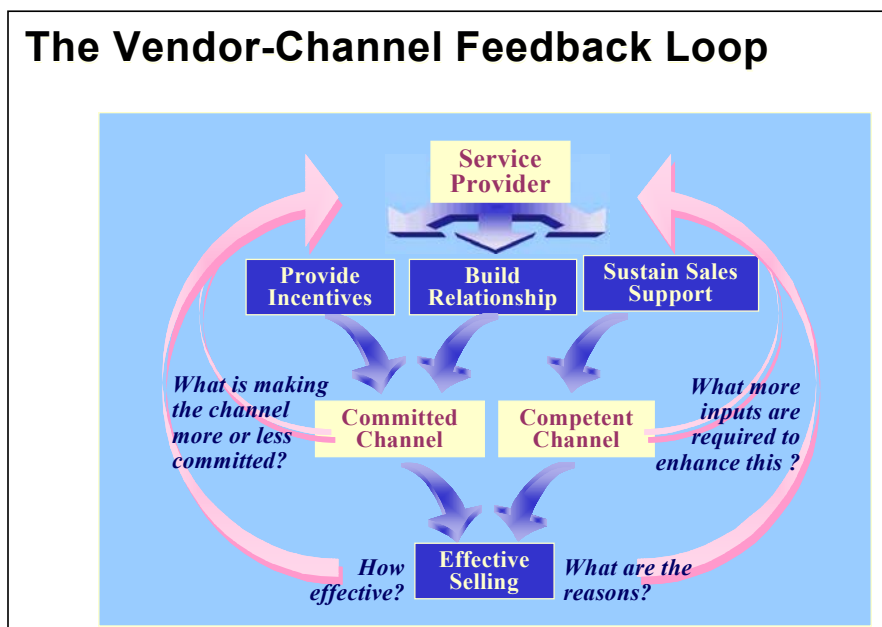 The Vendor-Channel Feedback Loop
Service
Provider
Provide
Incentives
Build
Relationship
Sustain Sales
Support
What is making
the channel
more or less
committed?
Committed
Channel
Competent
Channel
What more
inputs are
required to
enhance this ?
How
effective?
Effective
Selling
What are the
reasons?